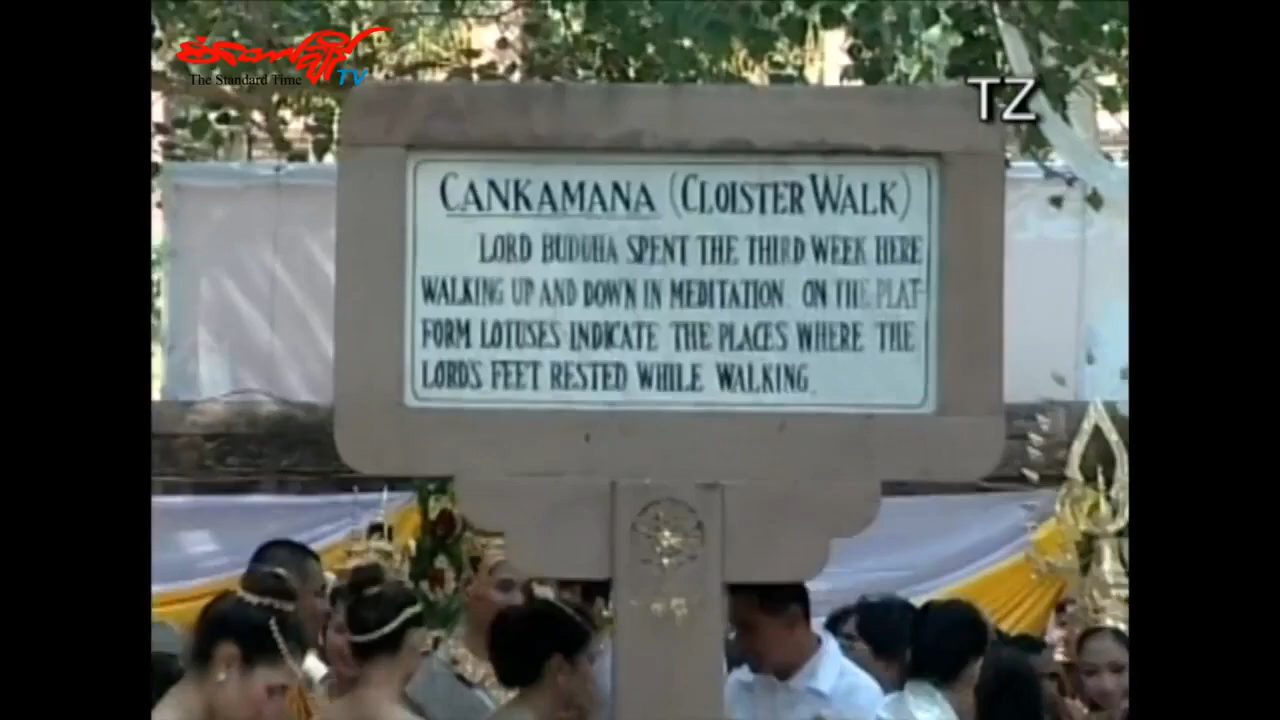 The Standard Time
TV
TZ
CANKAMANA (CLOISTER WALK)
LORD BUDDHA SPENT THE THIRD WEEK HERE
WALKING UP AND DOWN IN MEDITATION. ON THE PLAT-
FORM LOTUSES INDICATE THE PLACES WHERE THE
LORD'S FEET RESTED WHILE WALKING.